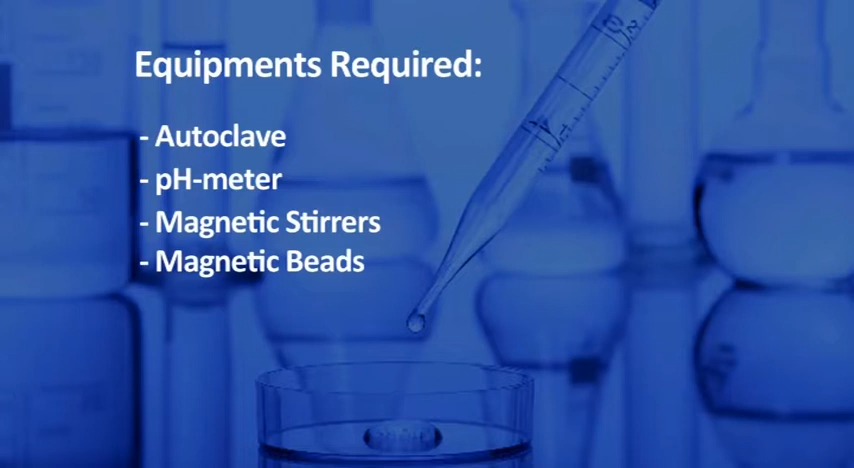 Equipments Required:
- Autoclave
- pH-meter
- Magnetic Stirrers
- Magnetic Beads